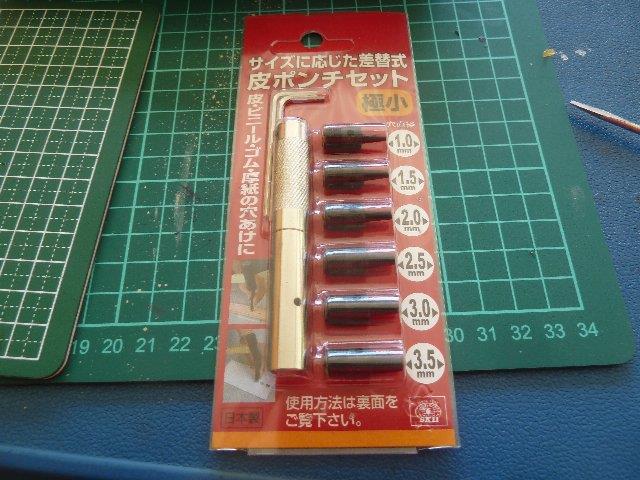 サイズに応じた差替式
皮ポンチセット
極小
皮・ビニール・ゴム・厚紙の穴あけに
1.0
mm
1.5
mm
2.0
mm
2.5
mm
3.0
mm
3.5
mm
使用方法は裏面を
ご覧下さい。
日本製
SK11
19 20 21 22 23
30 31 32 33 34